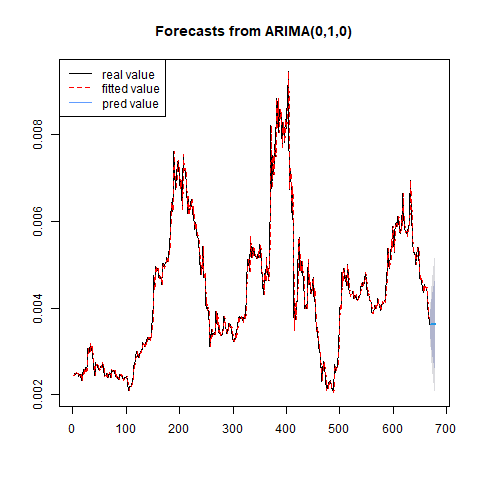 Forecasts from ARIMA(0,1,0)
real value
fitted value
pred value
0.008
0.006
0.004
0.002
0 100 200 300 400 500 600 700